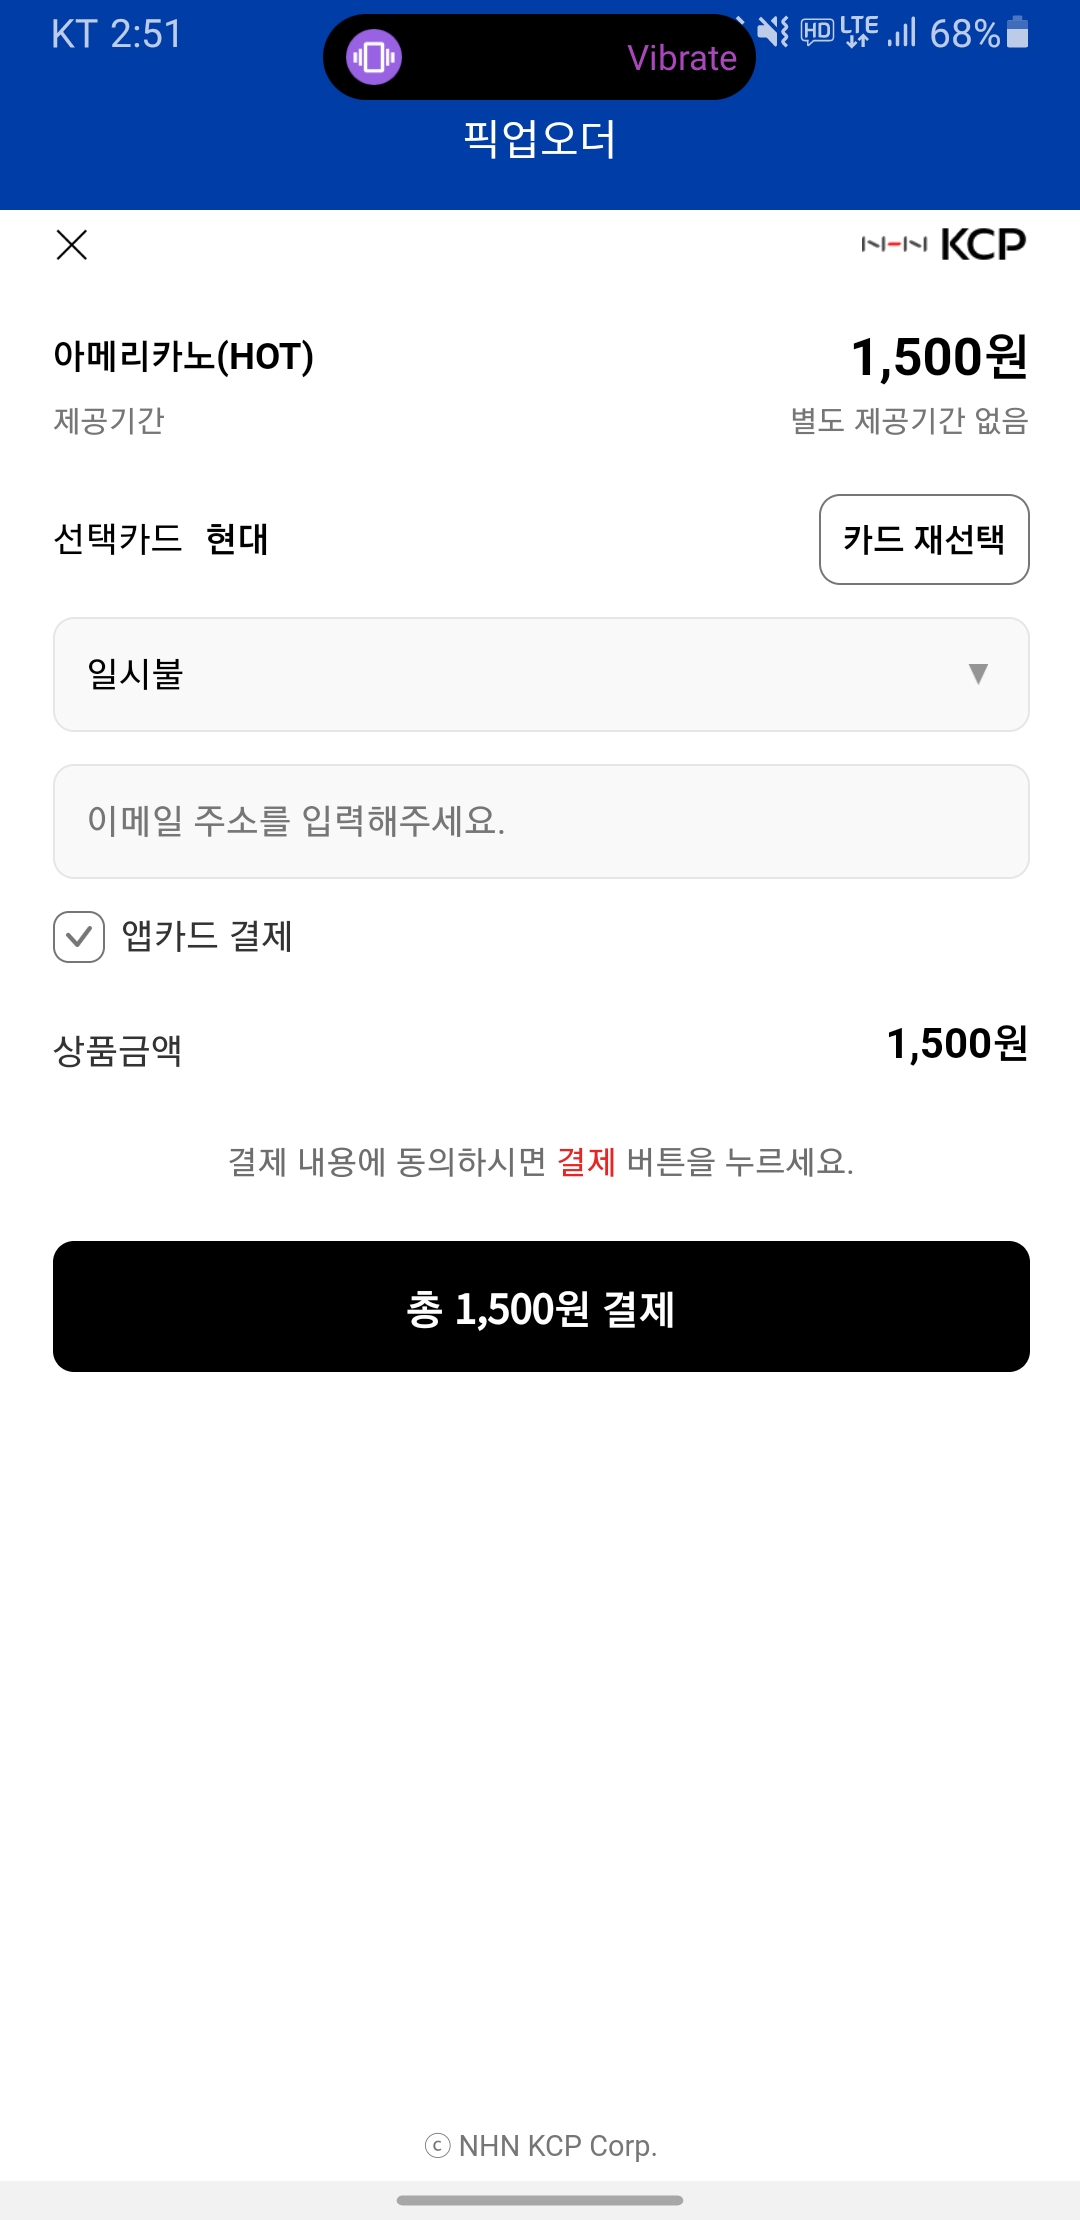 KT 2:51
Vibrate
HD LTE 68%
픽업오더
NHN KCP
아메리카노(HOT) 1,500원
제공기간 별도 제공기간 없음
선택카드 현대 카드 재선택
일시불
이메일 주소를 입력해주세요.
앱카드 결제
상품금액 1,500원
결제 내용에 동의하시면 결제 버튼을 누르세요.
총 1,500원 결제
ⓒ NHN KCP Corp.